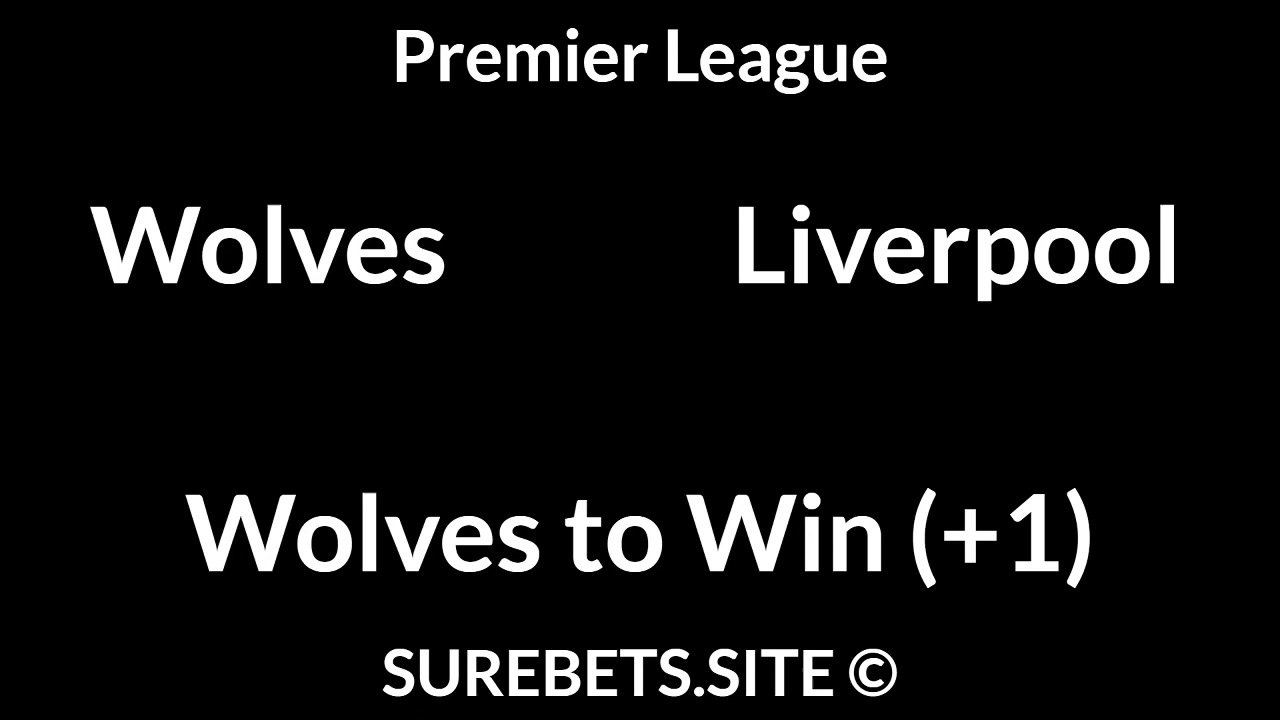 Premier League
Wolves Liverpool
Wolves to Win (+1)
SUREBETS.SITE ©